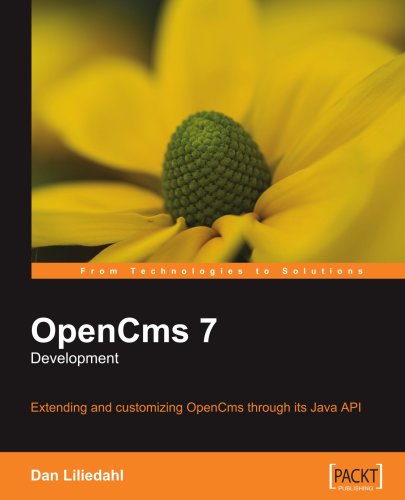 From Technologies to Solutions
OpenCms 7
Development
Extending and customizing OpenCms through its Java API
Dan Liliedahl
PACKT
PUBLISHING